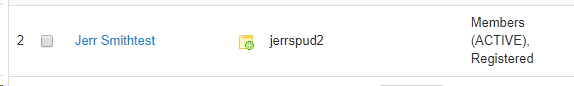 2 Jerr Smithtest jerrspud2 Members
(ACTIVE),
Registered